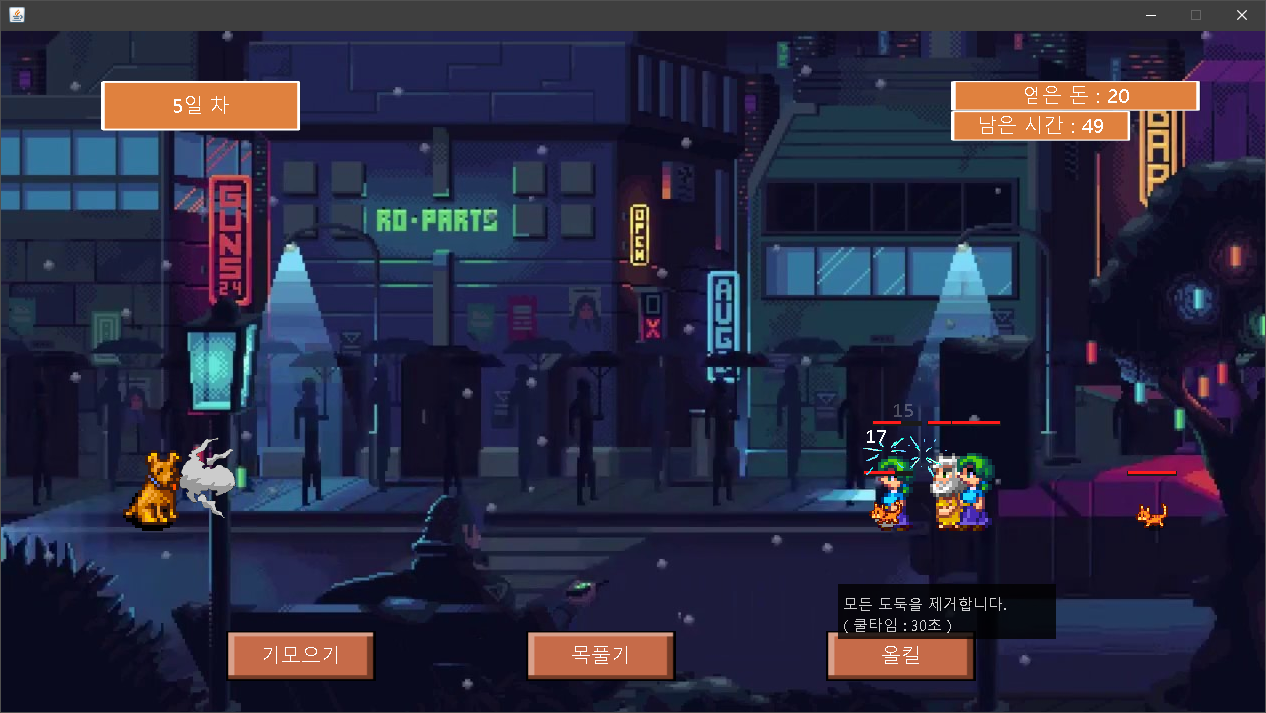 5일 차
얻은 돈 : 20
남은 시간 : 49
GUNS
24
RO-PARTS
OPEN
AUG
BAR
15
17
모든 도둑을 제거합니다.
( 쿨타임 : 30초 )
기모으기
목풀기
올킬